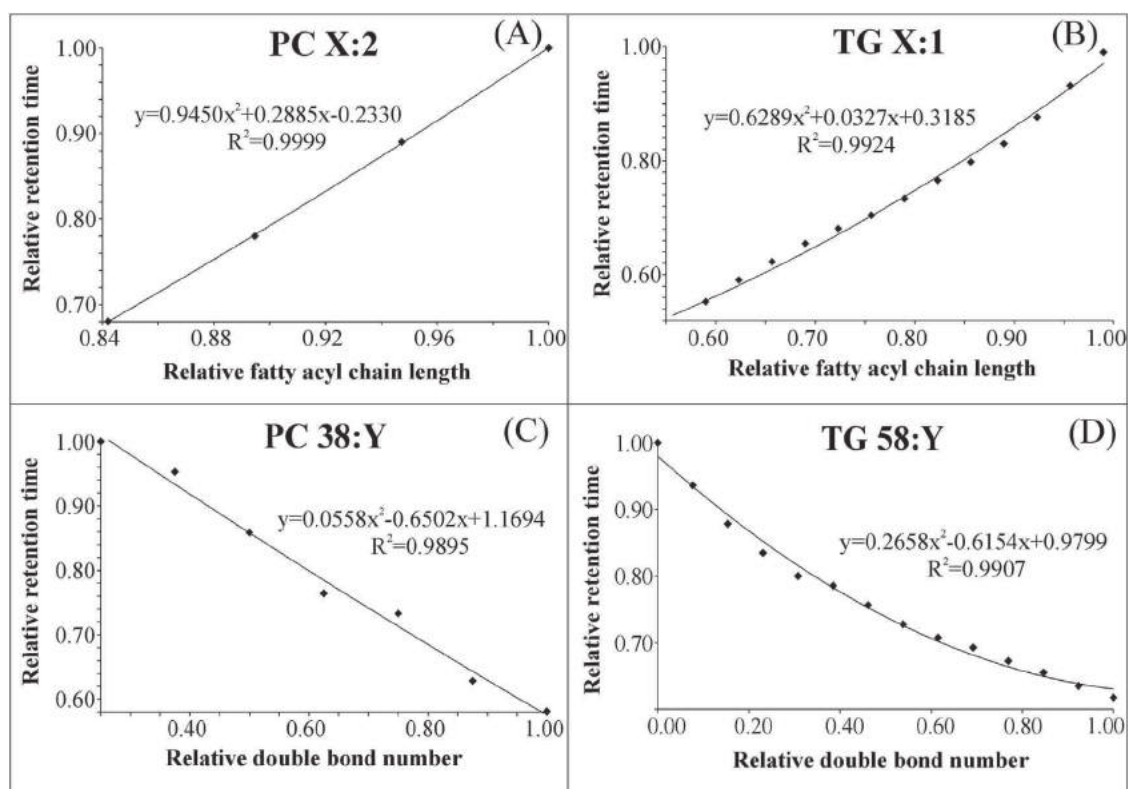 PC X:2
(A)
Relative retention time
1.00
0.90
0.80
0.70
y=0.9450x²+0.2885x-0.2330
R²=0.9999
0.84 0.88 0.92 0.96 1.00
Relative fatty acyl chain length
TG X:1
(B)
Relative retention time
1.00
0.80
0.60
y=0.6289x²+0.0327x+0.3185
R²=0.9924
0.60 0.70 0.80 0.90 1.00
Relative fatty acyl chain length
PC 38:Y
(C)
Relative retention time
1.00
0.90
0.80
0.70
0.60
y=0.0558x²-0.6502x+1.1694
R²=0.9895
0.40 0.60 0.80 1.00
Relative double bond number
TG 58:Y
(D)
Relative retention time
1.00
0.90
0.80
0.70
y=0.2658x²-0.6154x+0.9799
R²=0.9907
0.00 0.20 0.40 0.60 0.80 1.00
Relative double bond number